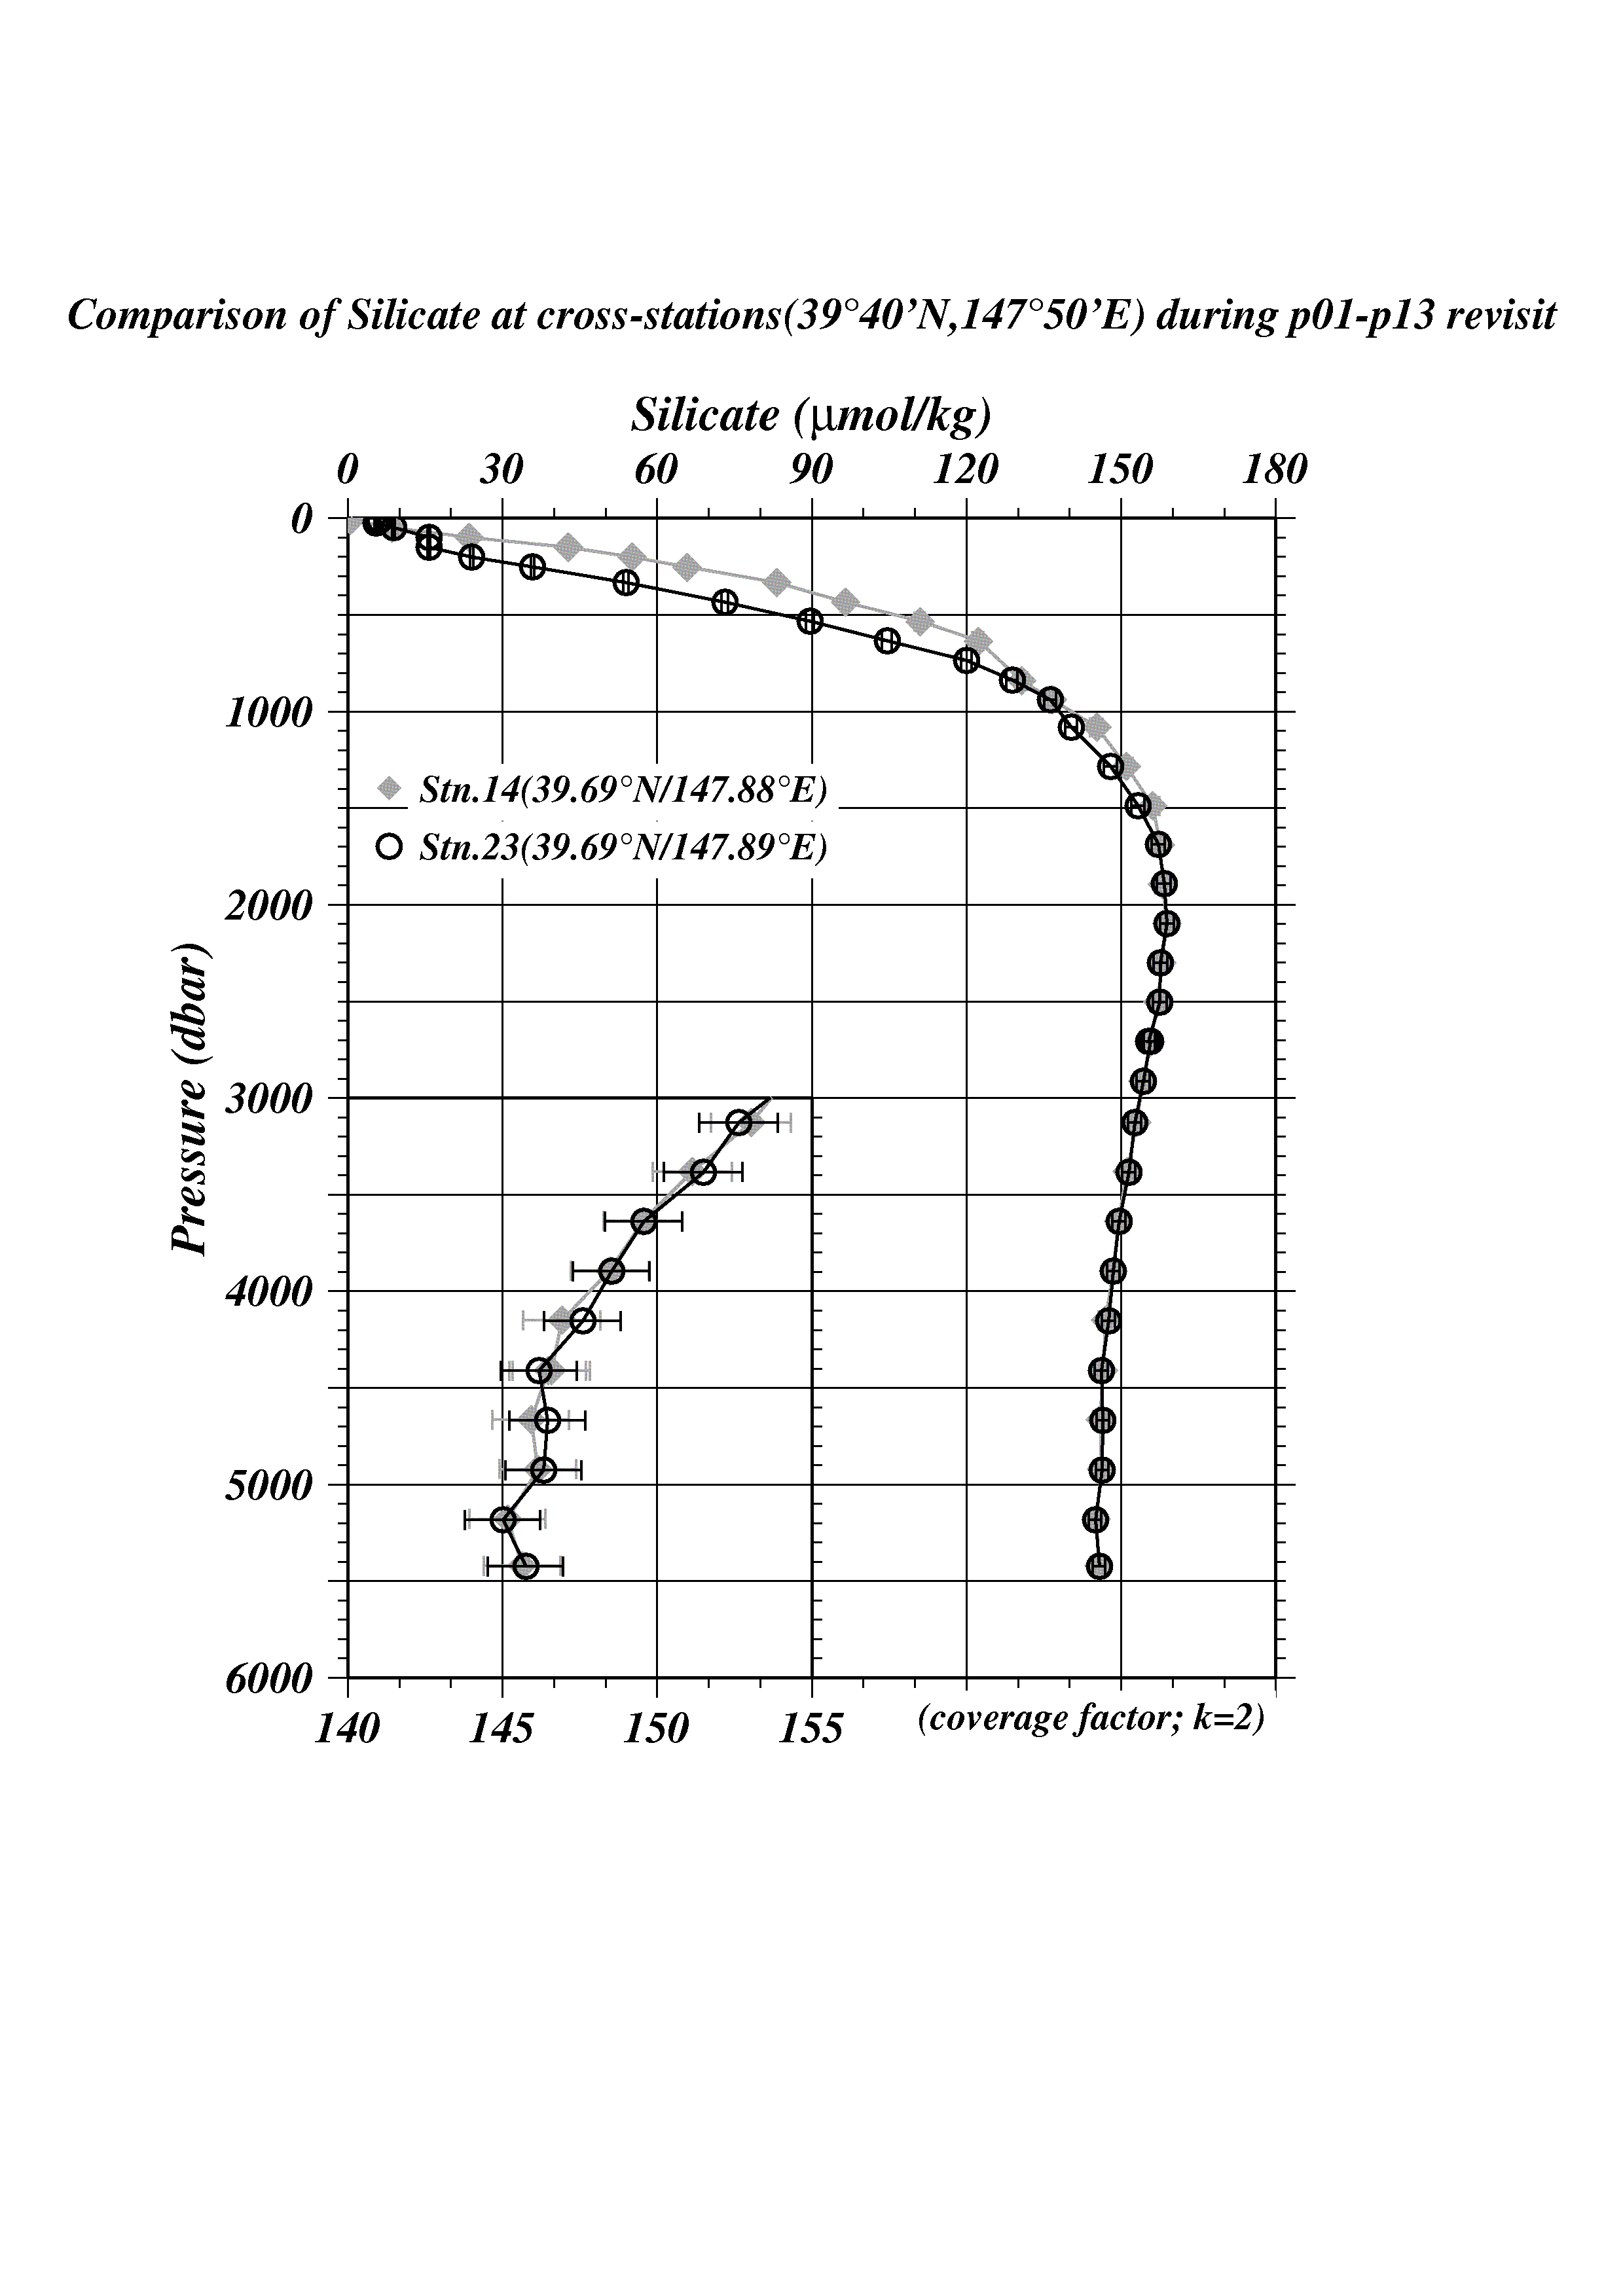 Comparison of Silicate at cross-stations(39°40’N,147°50’E) during p01-p13 revisit
Silicate (μmol/kg)
0 30 60 90 120 150 180
0
1000
Stn.14(39.69°N/147.88°E)
Stn.23(39.69°N/147.89°E)
2000
Pressure (dbar)
3000
4000
5000
6000
140 145 150 155
(coverage factor; k=2)